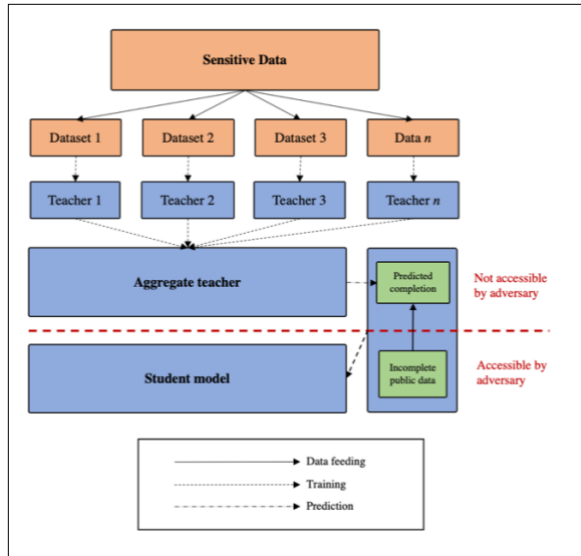 Sensitive Data
Dataset 1
Dataset 2
Dataset 3
Data n
Teacher 1
Teacher 2
Teacher 3
Teacher n
Aggregate teacher
Predicted
completion
Not accessible
by adversary
Student model
Incomplete
public data
Accessible by
adversary
Data feeding
Training
Prediction